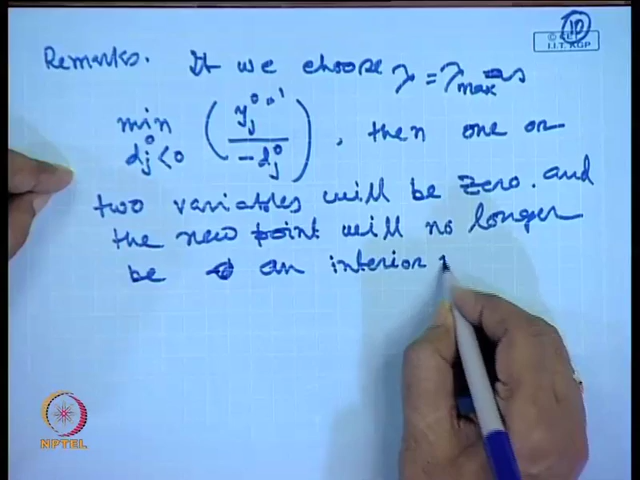 10
© CET
I.I.T. KGP
Remarks. If we choose λ = λmax as
min dj⁰<0 ( yj⁰ / -dj⁰ ), then one or
two variables will be zero. and
the new point will no longer
be an interior
NPTEL